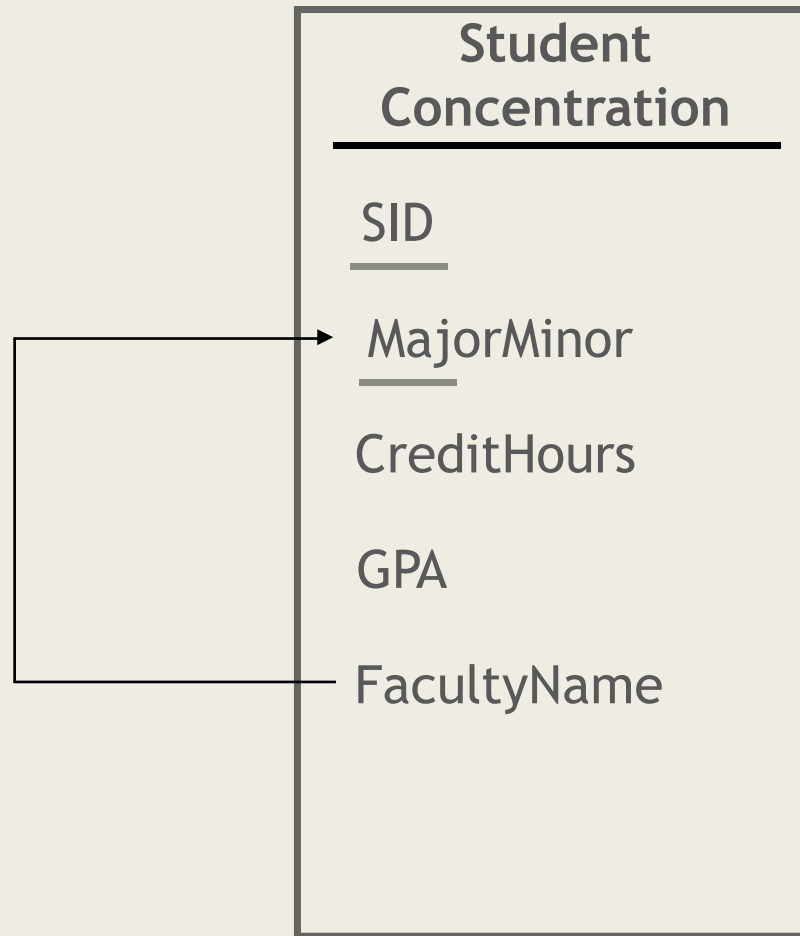 Student
Concentration
SID
MajorMinor
CreditHours
GPA
FacultyName